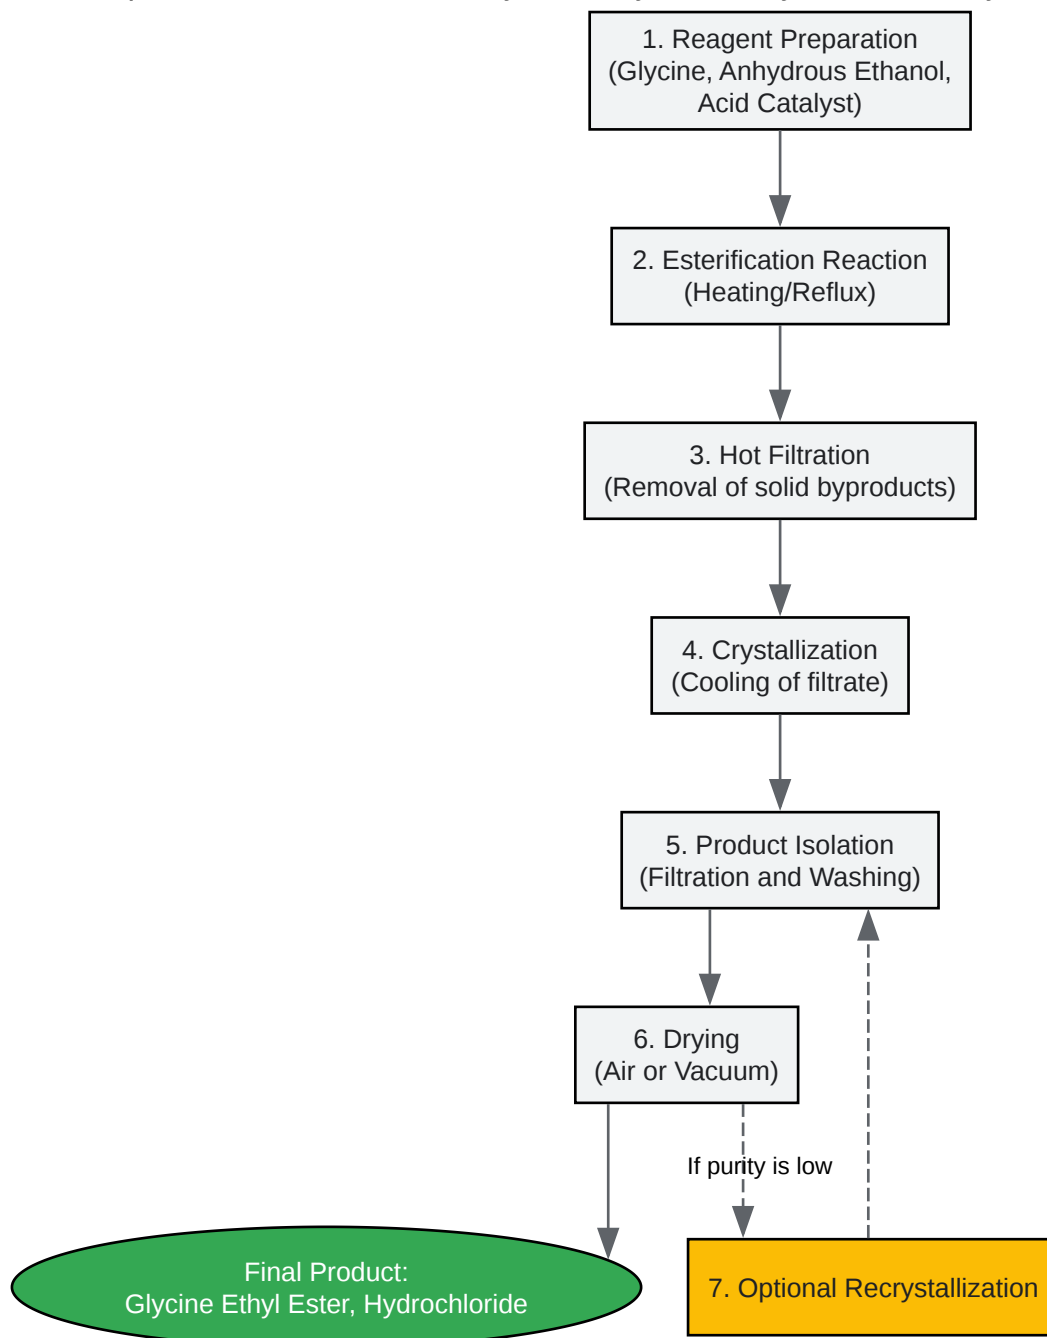 1. Reagent Preparation
(Glycine, Anhydrous Ethanol,
Acid Catalyst)
2. Esterification Reaction
(Heating/Reflux)
3. Hot Filtration
(Removal of solid byproducts)
4. Crystallization
(Cooling of filtrate)
5. Product Isolation
(Filtration and Washing)
6. Drying
(Air or Vacuum)
If purity is low
Final Product:
Glycine Ethyl Ester, Hydrochloride
7. Optional Recrystallization